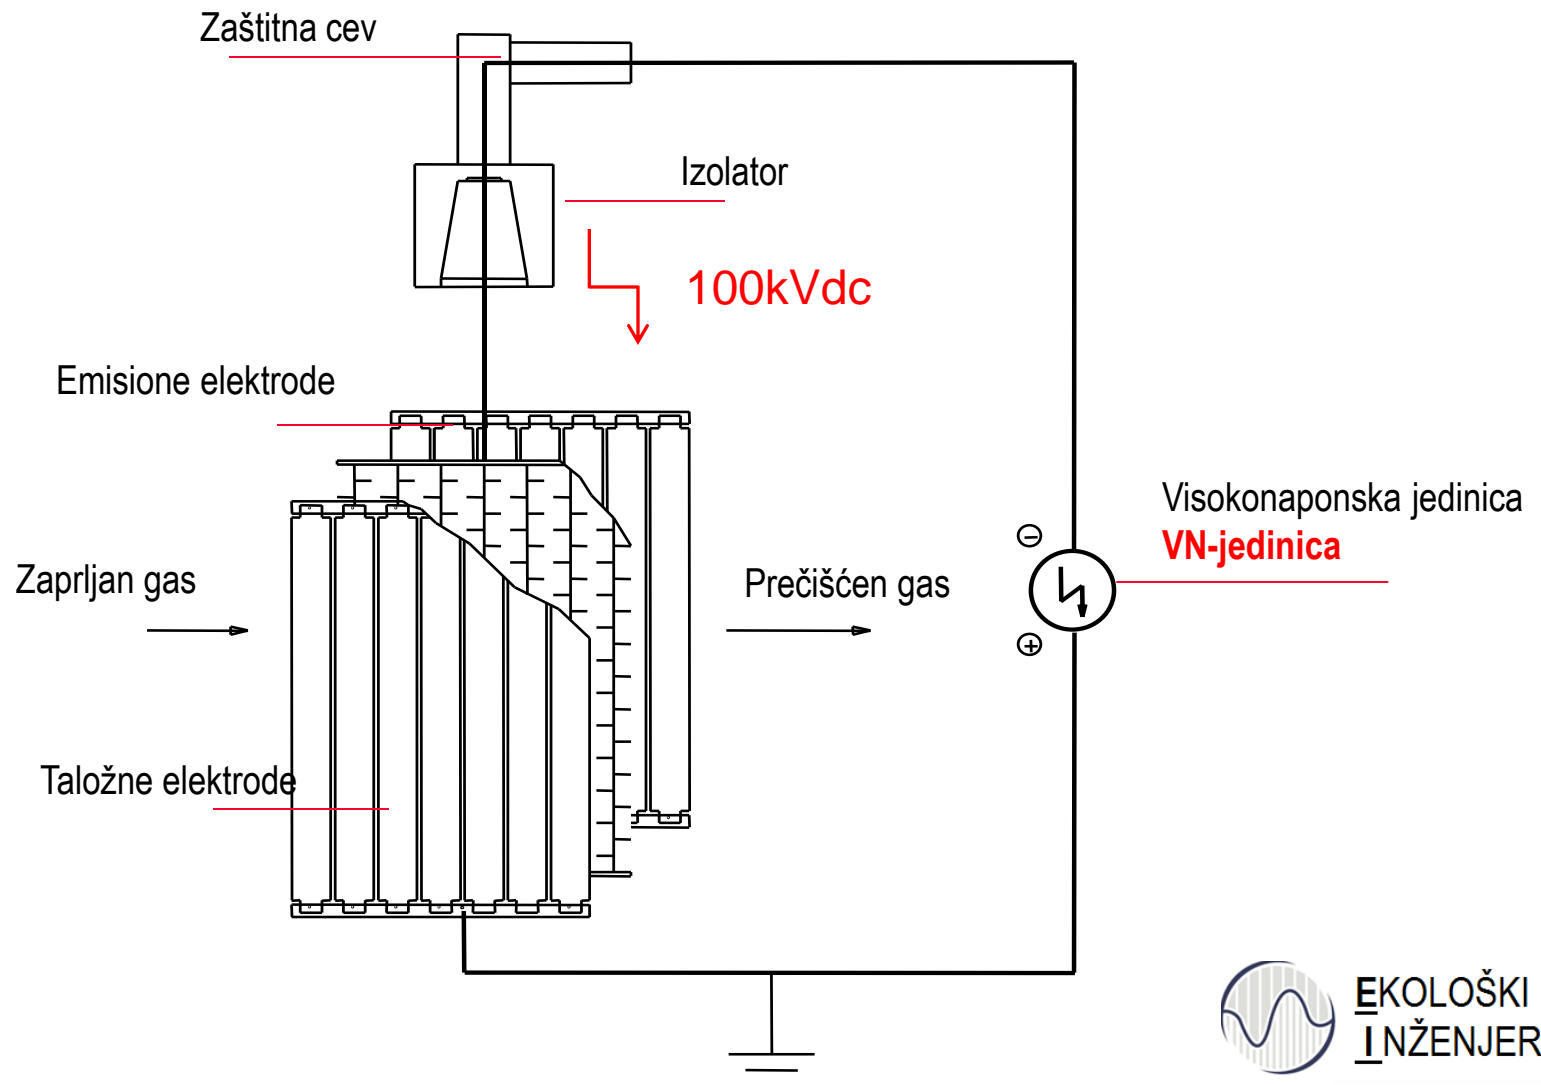 Zaštitna cev
Izolator
100kVdc
Emisione elektrode
Visokonaponska jedinica
VN-jedinica
Zaprljan gas
Prečišćen gas
Taložne elektrode
EKOLOŠKI
INŽENJER